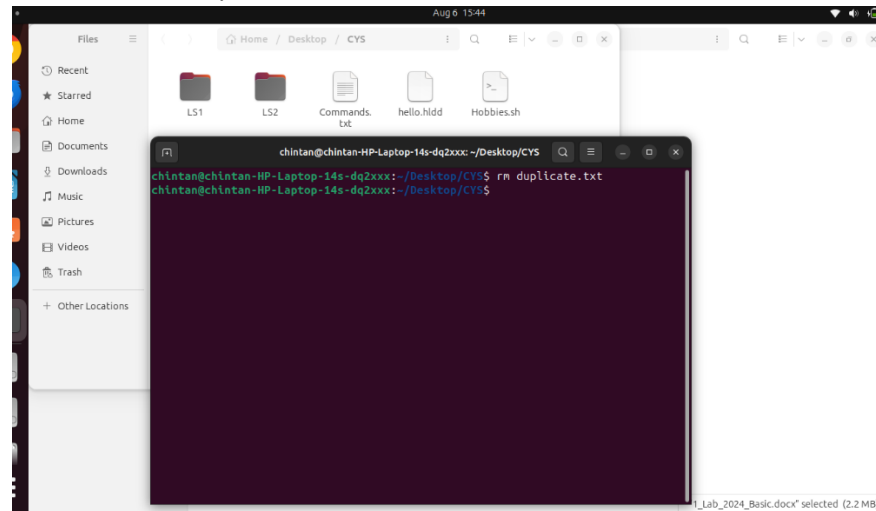 Aug 6 15:44
Files
Home / Desktop / CYS
Recent
Starred
Home
Documents
Downloads
Music
Pictures
Videos
Trash
+ Other Locations
LS1
LS2
Commands.
txt
hello.hldd
Hobbies.sh
chintan@chintan-HP-Laptop-14s-dq2xxx: ~/Desktop/CYS
chintan@chintan-HP-Laptop-14s-dq2xxx:~/Desktop/CYS$ rm duplicate.txt
chintan@chintan-HP-Laptop-14s-dq2xxx:~/Desktop/CYS$
1_Lab_2024_Basic.docx" selected (2.2 MB